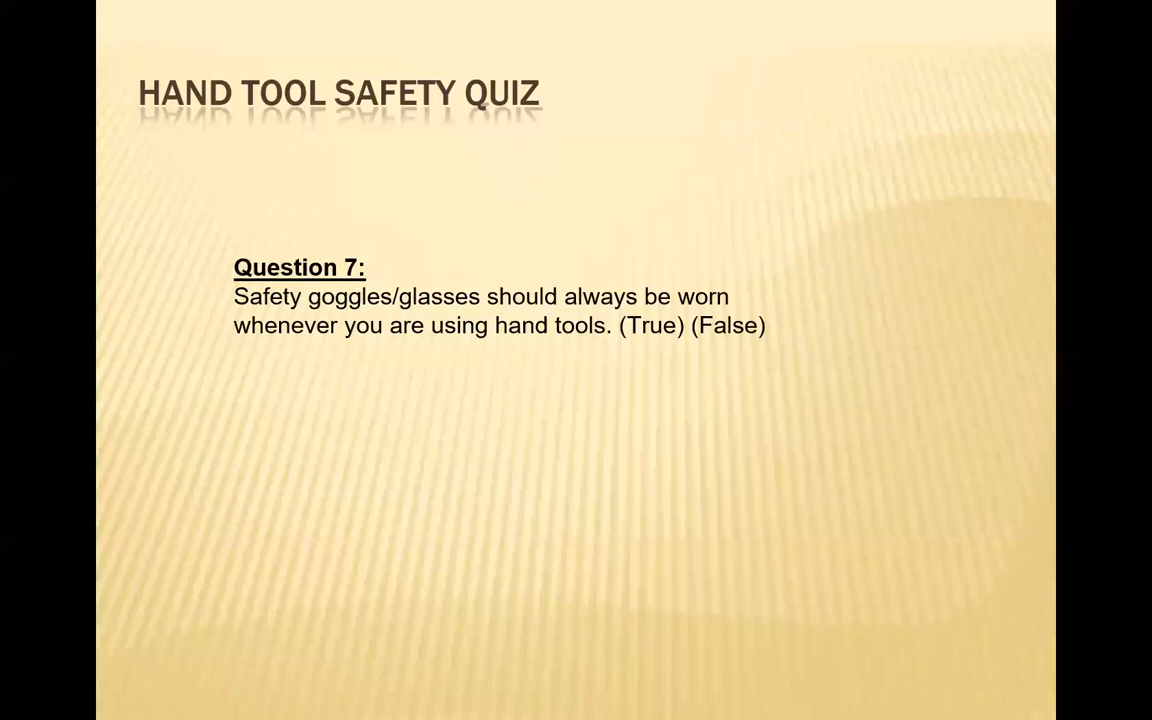 HAND TOOL SAFETY QUIZ
Question 7:
Safety goggles/glasses should always be worn
whenever you are using hand tools. (True) (False)